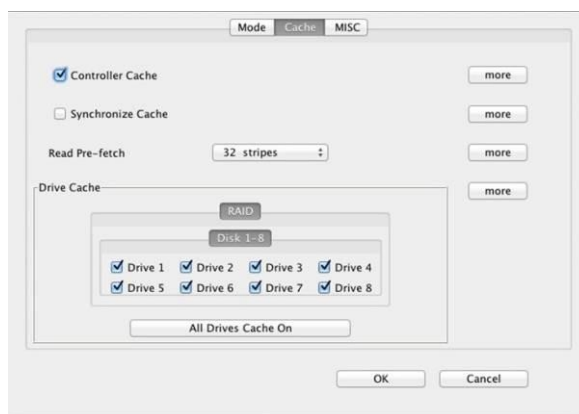 Mode Cache MISC
Controller Cache more
Synchronize Cache more
Read Pre-fetch 32 stripes more
Drive Cache more
RAID
Disk 1-8
Drive 1 Drive 2 Drive 3 Drive 4
Drive 5 Drive 6 Drive 7 Drive 8
All Drives Cache On
OK Cancel